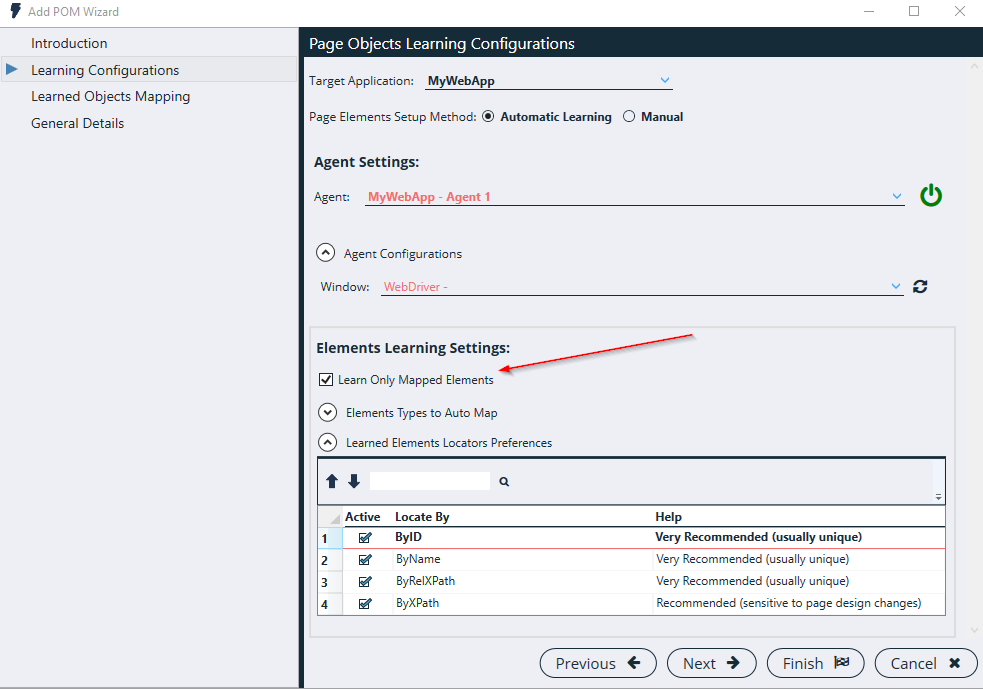 Add POM Wizard
Introduction
Learning Configurations
Learned Objects Mapping
General Details
Page Objects Learning Configurations
Target Application: MyWebApp
Page Elements Setup Method: Automatic Learning Manual
Agent Settings:
Agent: MyWebApp - Agent 1
Agent Configurations
Window: WebDriver -
Elements Learning Settings:
Learn Only Mapped Elements
Elements Types to Auto Map
Learned Elements Locators Preferences
Active Locate By Help
1 ByID Very Recommended (usually unique)
2 ByName Very Recommended (usually unique)
3 ByRelXPath Very Recommended (usually unique)
4 ByXPath Recommended (sensitive to page design changes)
Previous Next Finish Cancel